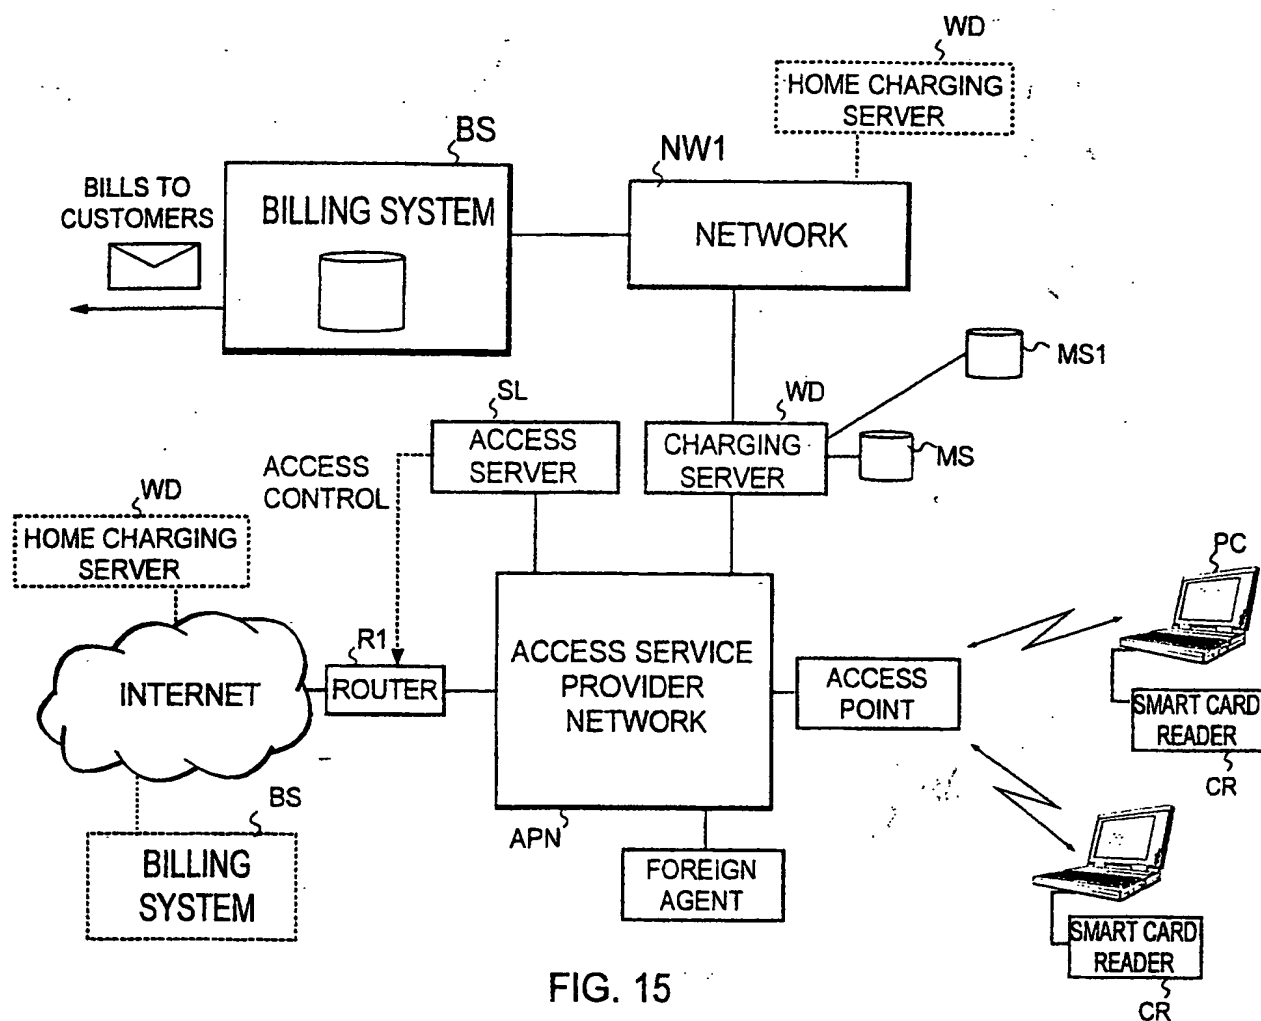 WD
HOME CHARGING
SERVER
BS
NW1
BILLS TO
CUSTOMERS
BILLING SYSTEM
NETWORK
MS1
SL
WD
ACCESS
SERVER
CHARGING
SERVER
MS
ACCESS
CONTROL
WD
HOME CHARGING
SERVER
PC
R1
INTERNET
ROUTER
ACCESS SERVICE
PROVIDER
NETWORK
ACCESS
POINT
SMART CARD
READER
CR
BS
APN
BILLING
SYSTEM
FOREIGN
AGENT
SMART CARD
READER
CR
FIG. 15